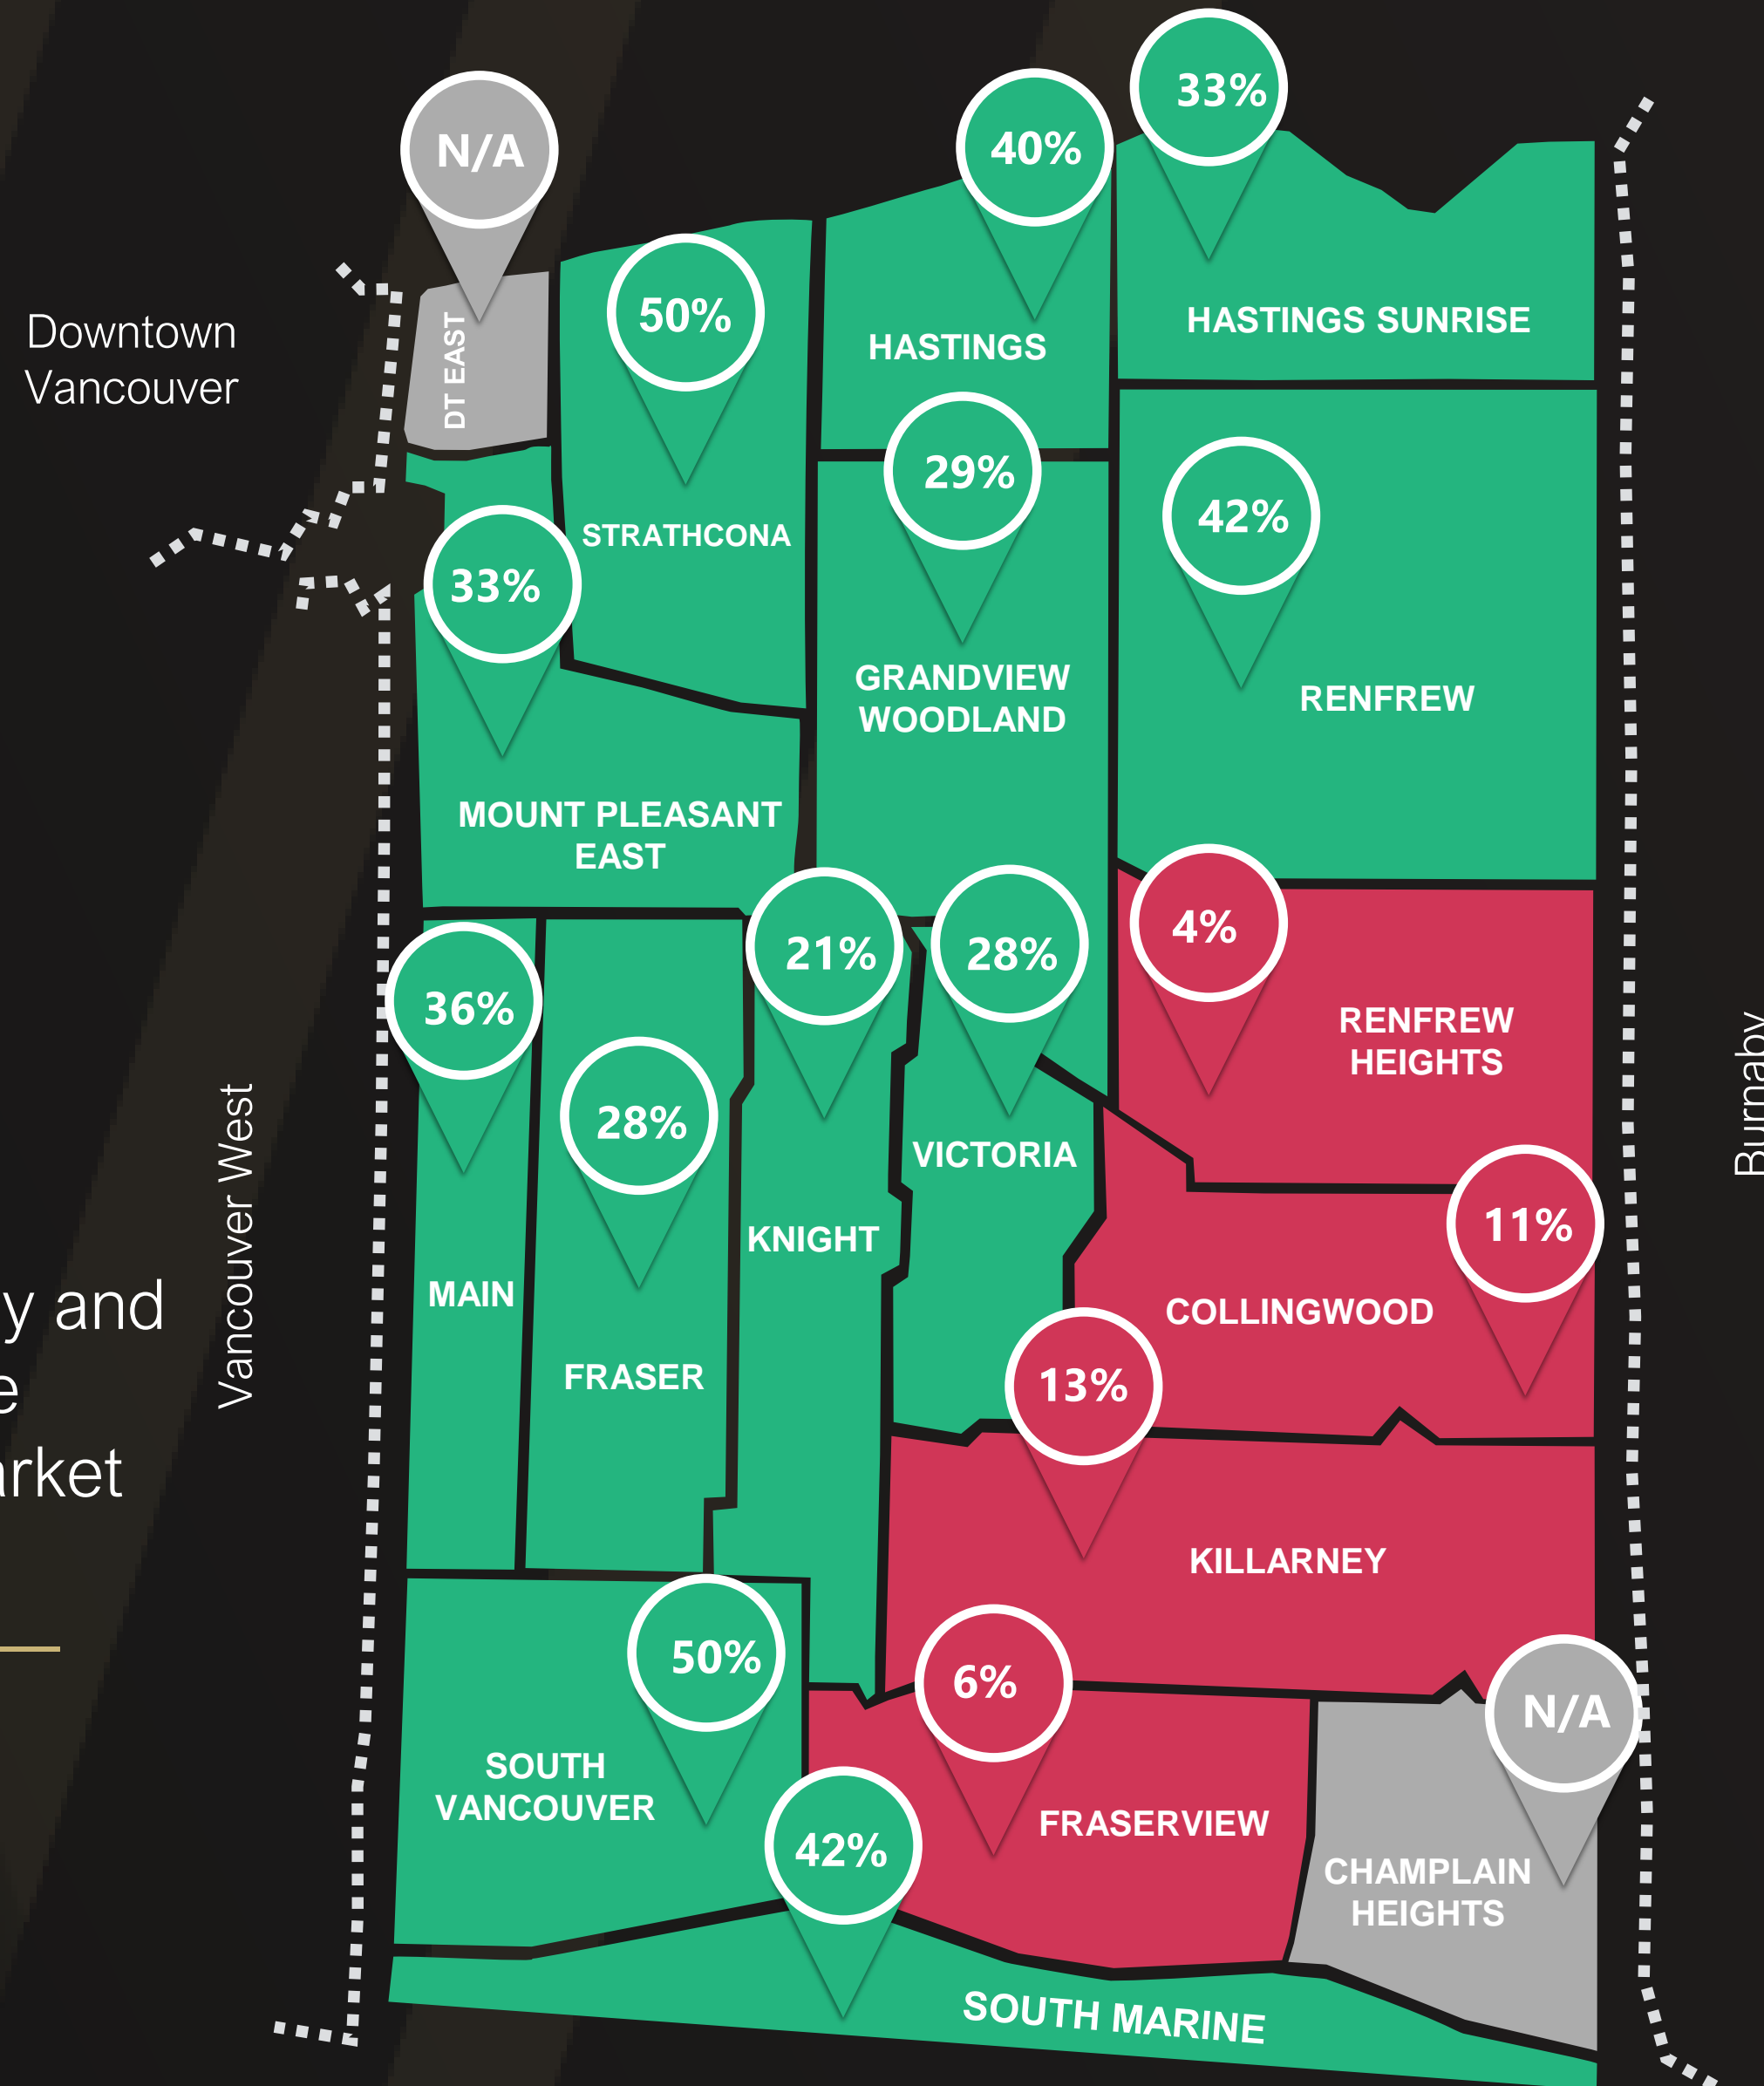 33%
40%
N/A
50%
HASTINGS SUNRISE
Downtown
Vancouver
HASTINGS
DT EAST
29%
42%
STRATHCONA
33%
GRANDVIEW
WOODLAND
RENFREW
MOUNT PLEASANT
EAST
4%
21%
28%
36%
RENFREW
HEIGHTS
Burnaby
28%
VICTORIA
11%
KNIGHT
Vancouver West
MAIN
COLLINGWOOD
y and
FRASER
13%
e
arket
KILLARNEY
50%
6%
N/A
SOUTH
VANCOUVER
FRASERVIEW
42%
CHAMPLAIN
HEIGHTS
SOUTH MARINE